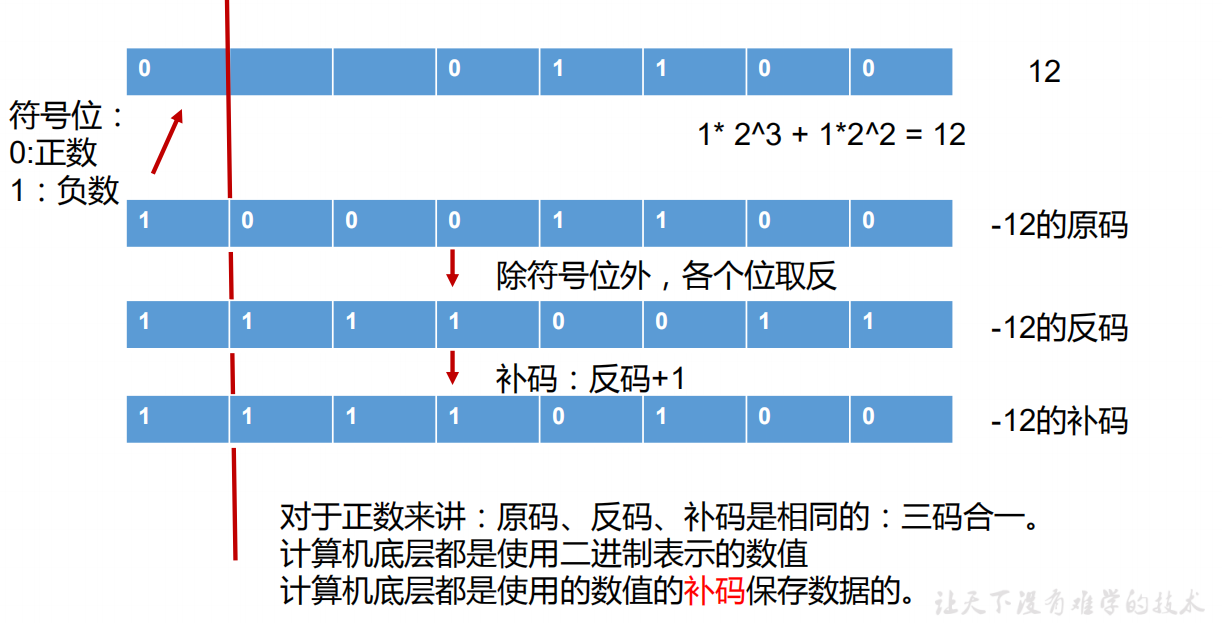 0 0 1 1 0 0 12
符号位：
0:正数
1：负数
1* 2^3 + 1*2^2 = 12
1 0 0 0 1 1 0 0 -12的原码
除符号位外，各个位取反
1 1 1 1 0 0 1 1 -12的反码
补码：反码+1
1 1 1 1 0 1 0 0 -12的补码
对于正数来讲：原码、反码、补码是相同的：三码合一。
计算机底层都是使用二进制表示的数值
计算机底层都是使用的数值的补码保存数据的。
让天下没有难学的技术